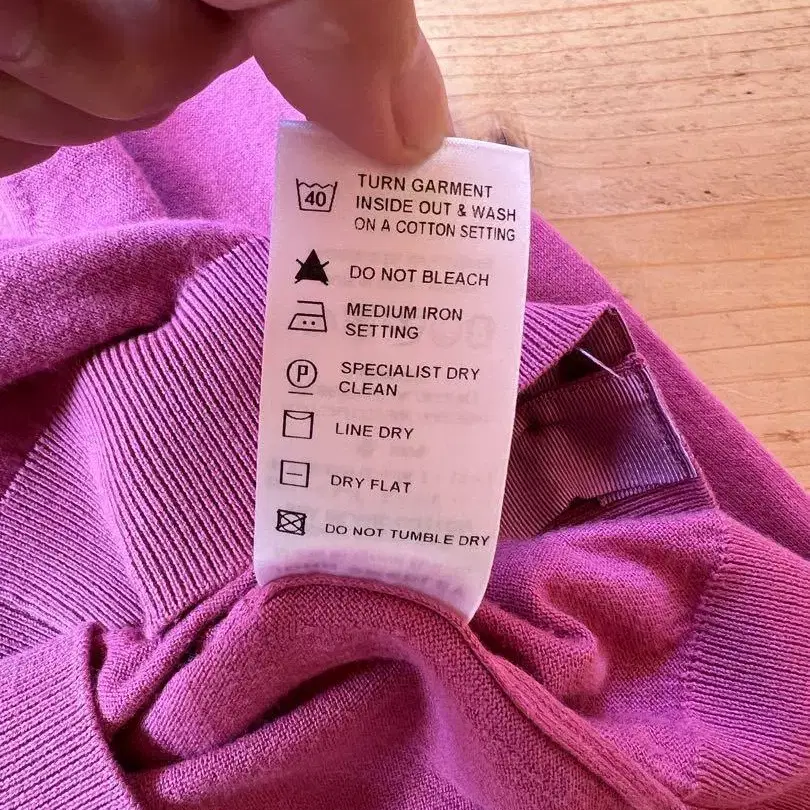 40 TURN GARMENT
INSIDE OUT & WASH
ON A COTTON SETTING
DO NOT BLEACH
MEDIUM IRON
SETTING
P SPECIALIST DRY
CLEAN
LINE DRY
DRY FLAT
DO NOT TUMBLE DRY